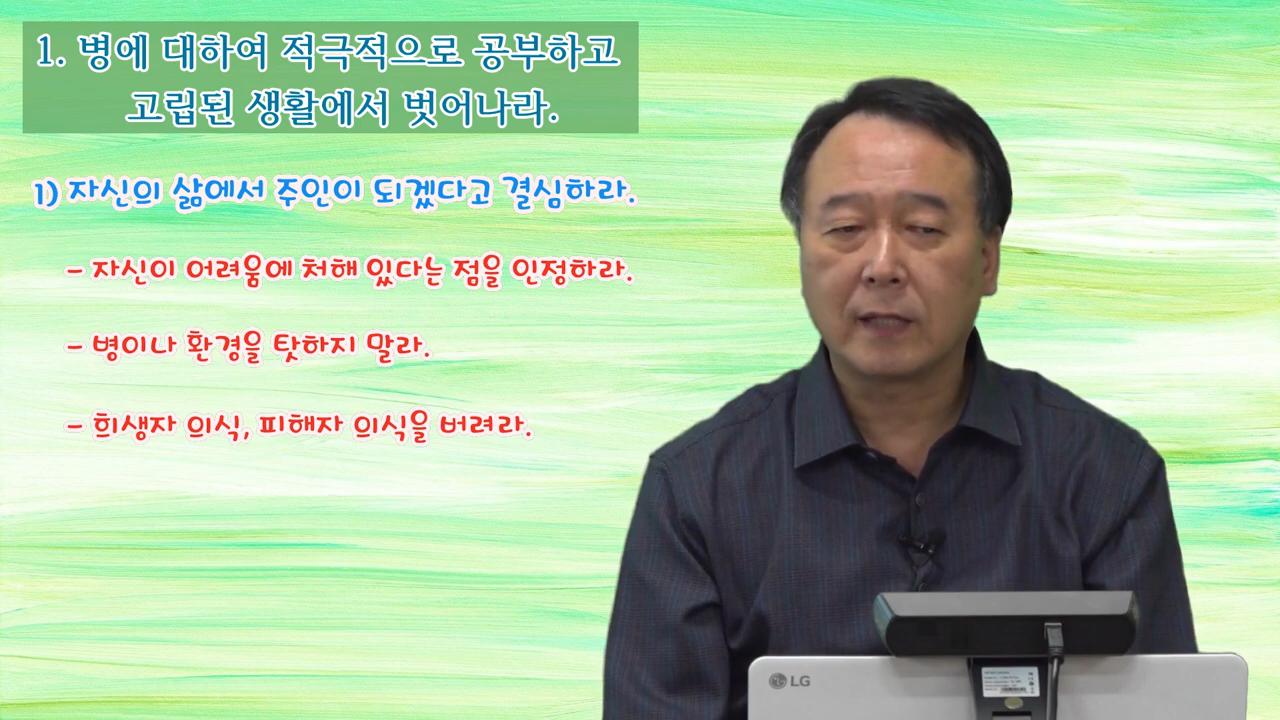 1. 병에 대하여 적극적으로 공부하고
고립된 생활에서 벗어나라.
1) 자신의 삶에서 주인이 되겠다고 결심하라.
- 자신이 어려움에 처해 있다는 점을 인정하라.
- 병이나 환경을 탓하지 말라.
- 희생자 의식, 피해자 의식을 버려라.
LG